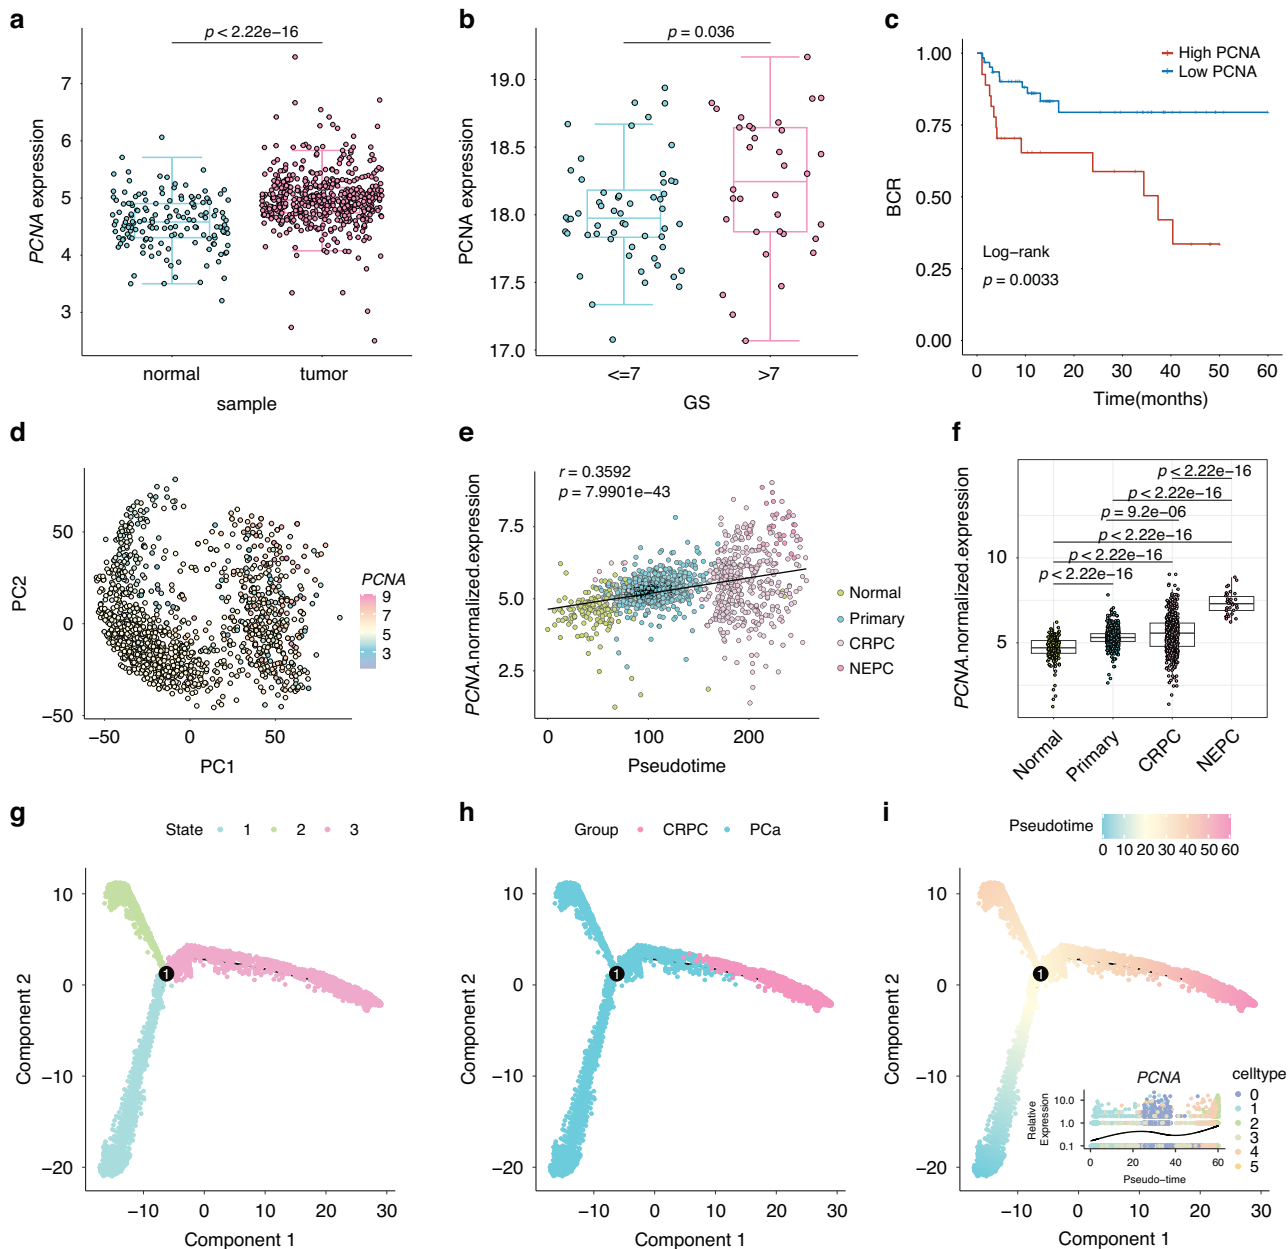 a
p < 2.22e−16
PCNA expression
7
6
5
4
3
normal
tumor
sample
b
p = 0.036
PCNA expression
19.0
18.5
18.0
17.5
17.0
<=7
>7
GS
c
High PCNA
Low PCNA
BCR
1.00
0.75
0.50
0.25
0.00
Log−rank
p = 0.0033
0 10 20 30 40 50 60
Time(months)
d
PC2
50
0
−50
−50 0 50
PC1
PCNA
9
7
5
3
e
r = 0.3592
p = 7.9901e−43
PCNA.normalized.expression
7.5
5.0
2.5
0 100 200
Pseudotime
Normal
Primary
CRPC
NEPC
f
PCNA.normalized.expression
10
5
p < 2.22e−16
p < 2.22e−16
p = 9.2e−06
p < 2.22e−16
p < 2.22e−16
p < 2.22e−16
Normal
Primary
CRPC
NEPC
g
State 1 2 3
Component 2
10
0
−10
−20
1
−10 0 10 20 30
Component 1
h
Group CRPC PCa
Component 2
10
0
−10
−20
1
−10 0 10 20 30
Component 1
i
Pseudotime
0 10 20 30 40 50 60
Component 2
10
0
−10
−20
1
−10 0 10 20 30
Component 1
PCNA
Relative
Expression
10.0
1.0
0.1
0 20 40 60
Pseudo−time
celltype
0
1
2
3
4
5